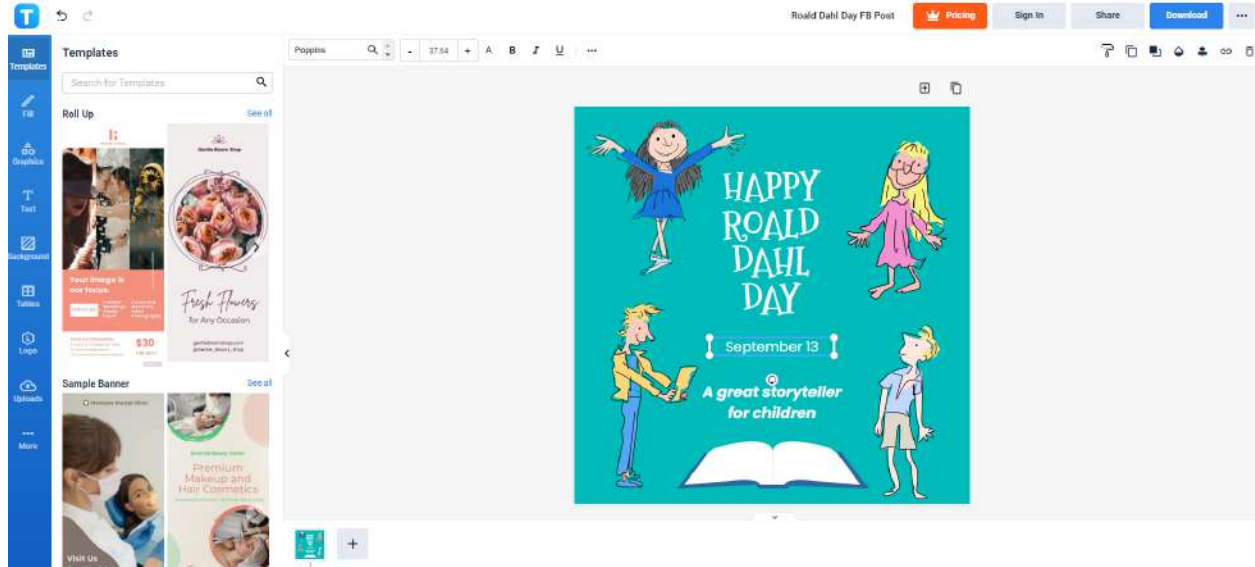 T
Roald Dahl Day FB Post
Pricing
Sign In
Share
Download
Templates
Fill
Graphics
Text
Background
Tables
Logo
Uploads
More
Templates
Search for Templates
Roll Up
See all
Your image is
our focus.
$30
Fresh Flowers
for Any Occasion
Sample Banner
See all
Visit Us
Premium
Makeup and
Hair Cosmetics
Poppins
- 37.64 + A B I U
HAPPY
ROALD
DAHL
DAY
September 13
A great storyteller
for children
+
1